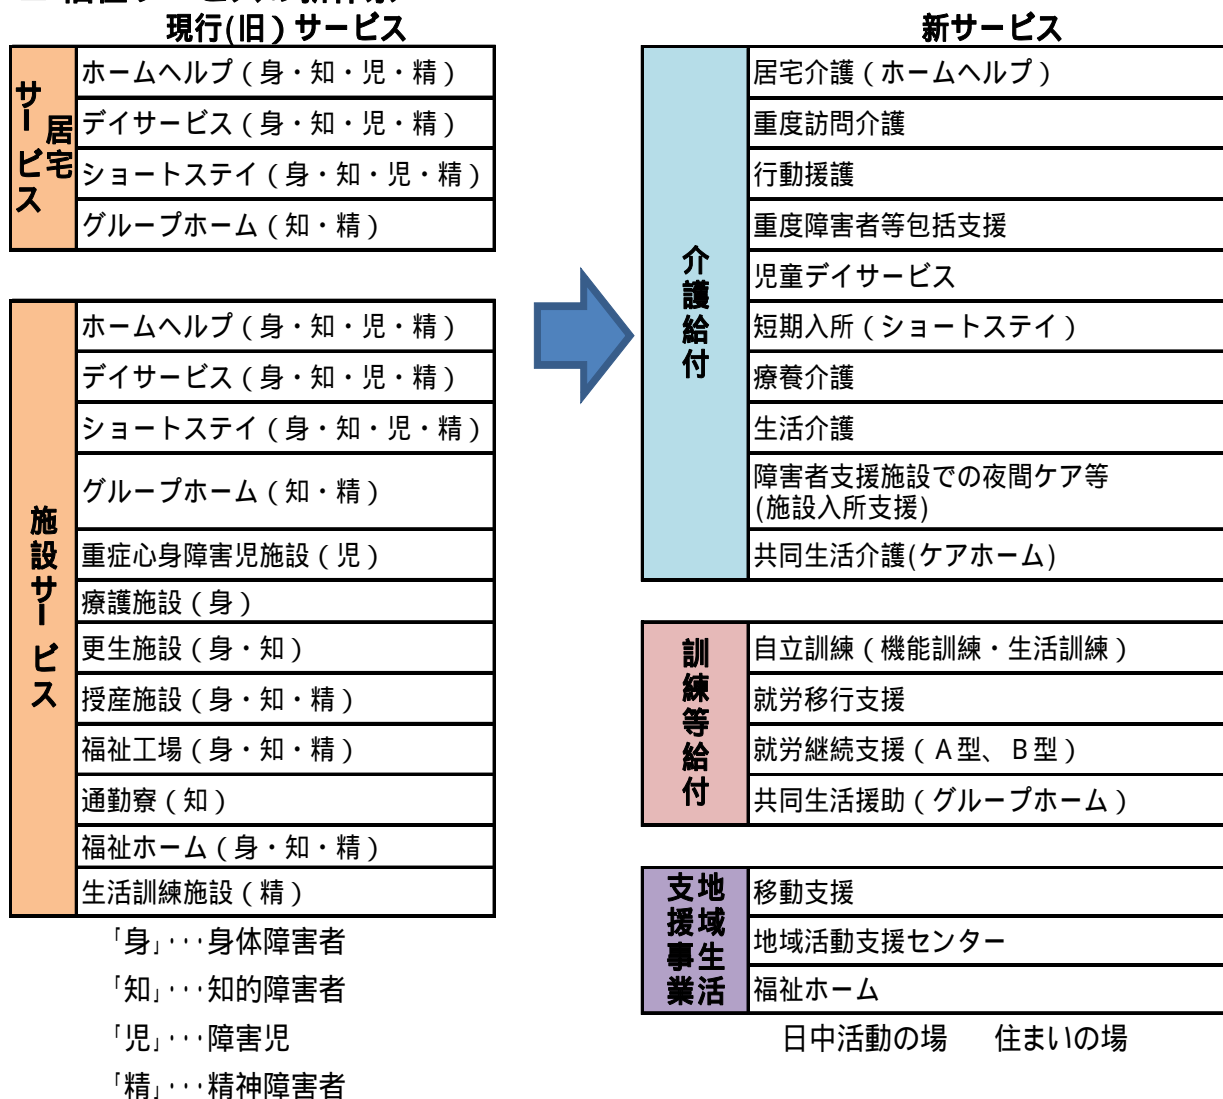 現行(旧)サービス
居宅サービス
ホームヘルプ(身・知・児・精)
デイサービス(身・知・児・精)
ショートステイ(身・知・児・精)
グループホーム(知・精)
施設サービス
ホームヘルプ(身・知・児・精)
デイサービス(身・知・児・精)
ショートステイ(身・知・児・精)
グループホーム(知・精)
重症心身障害児施設(児)
療護施設(身)
更生施設(身・知)
授産施設(身・知・精)
福祉工場(身・知・精)
通勤寮(知)
福祉ホーム(身・知・精)
生活訓練施設(精)
「身」･･･身体障害者
「知」･･･知的障害者
「児」･･･障害児
「精」･･･精神障害者
新サービス
介護給付
居宅介護(ホームヘルプ)
重度訪問介護
行動援護
重度障害者等包括支援
児童デイサービス
短期入所(ショートステイ)
療養介護
生活介護
障害者支援施設での夜間ケア等
(施設入所支援)
共同生活介護(ケアホーム)
訓練等給付
自立訓練(機能訓練・生活訓練)
就労移行支援
就労継続支援(A型、B型)
共同生活援助(グループホーム)
地域生活支援事業
移動支援
地域活動支援センター
福祉ホーム
日中活動の場 住まいの場